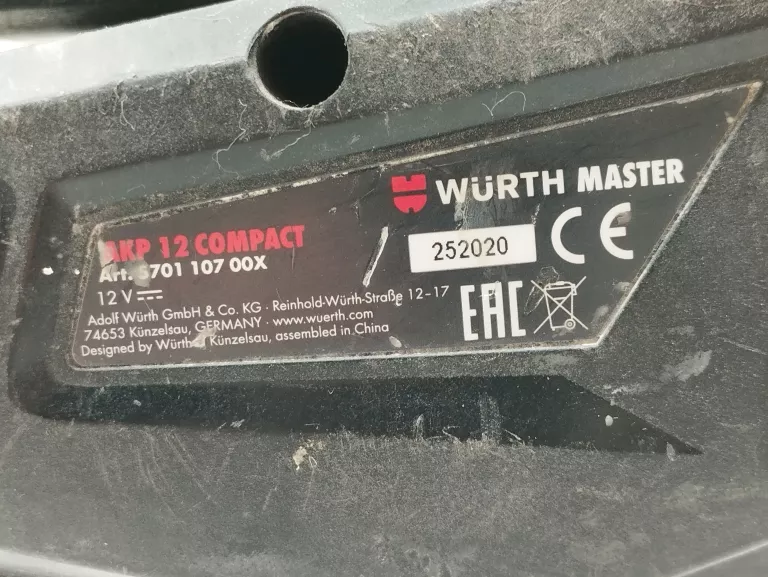 WÜRTH MASTER
AKP 12 COMPACT
Art. 5701 107 00X
252020
CE
12 V
EAC
Adolf Würth GmbH & Co. KG · Reinhold-Würth-Straße 12–17
74653 Künzelsau, GERMANY · www.wuerth.com
Designed by Würth Künzelsau, assembled in China